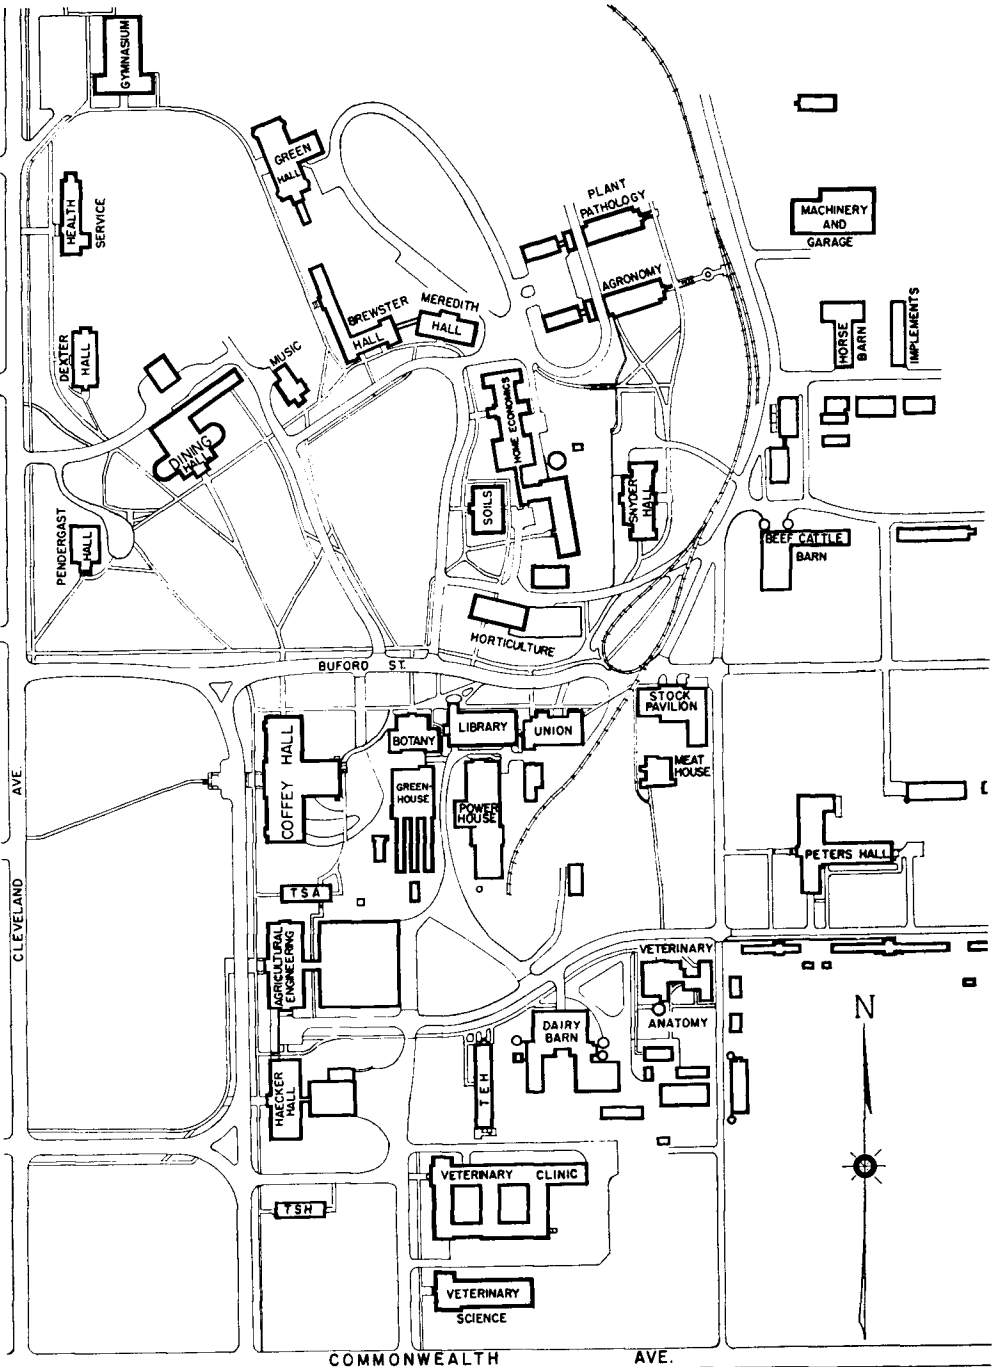 GYMNASIUM
GREEN
HALL
HEALTH
SERVICE
PLANT
PATHOLOGY
MACHINERY
AND
GARAGE
AGRONOMY
BREWSTER
HALL
MEREDITH
HALL
HORSE
BARN
IMPLEMENTS
DEXTER
HALL
MUSIC
HOME ECONOMICS
DINING
HALL
SOILS
SNYDER
HALL
PENDERGAST
HALL
BEEF CATTLE
BARN
HORTICULTURE
BUFORD ST.
STOCK
PAVILION
COFFEY HALL
BOTANY
LIBRARY
UNION
MEAT
HOUSE
GREEN-
HOUSE
POWER
HOUSE
CLEVELAND AVE.
PETERS HALL
TSA
AGRICULTURAL
ENGINEERING
VETERINARY
ANATOMY
N
DAIRY
BARN
HAECKER
HALL
TEH
VETERINARY CLINIC
TSH
VETERINARY
SCIENCE
COMMONWEALTH AVE.